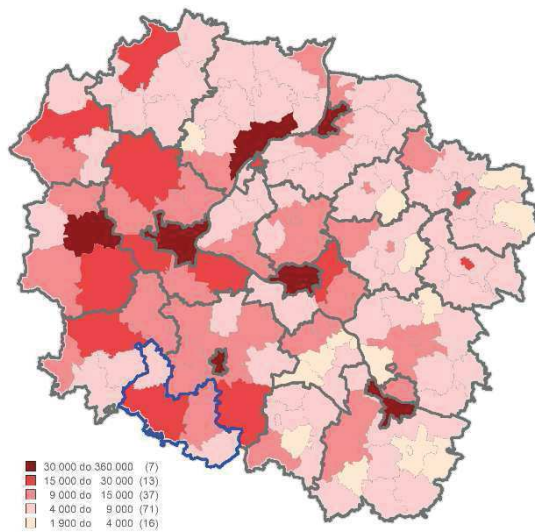 30 000 do 360 000 (7)
15 000 do 30 000 (13)
9 000 do 15 000 (37)
4 000 do 9 000 (71)
1 900 do 4 000 (16)